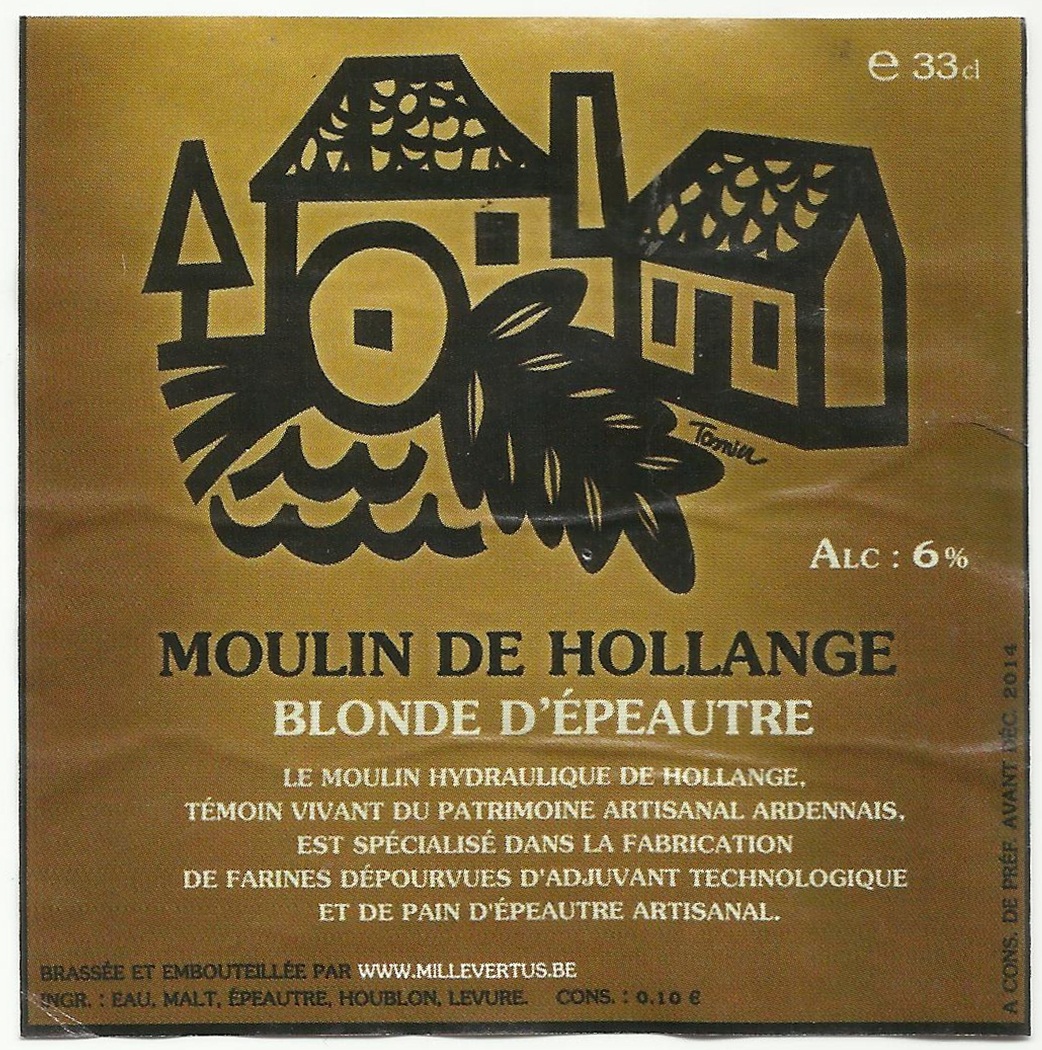 e 33cl
ALC : 6%
MOULIN DE HOLLANGE
BLONDE D'ÉPEAUTRE
LE MOULIN HYDRAULIQUE DE HOLLANGE,
TÉMOIN VIVANT DU PATRIMOINE ARTISANAL ARDENNAIS,
EST SPÉCIALISÉ DANS LA FABRICATION
DE FARINES DÉPOURVUES D'ADJUVANT TECHNOLOGIQUE
ET DE PAIN D'ÉPEAUTRE ARTISANAL.
BRASSÉE ET EMBOUTEILLÉE PAR WWW.MILLEVERTUS.BE
INGR. : EAU, MALT, ÉPEAUTRE, HOUBLON, LEVURE. CONS. : 0.10 €
A CONS. DE PRÉF. AVANT DÉC. 2014